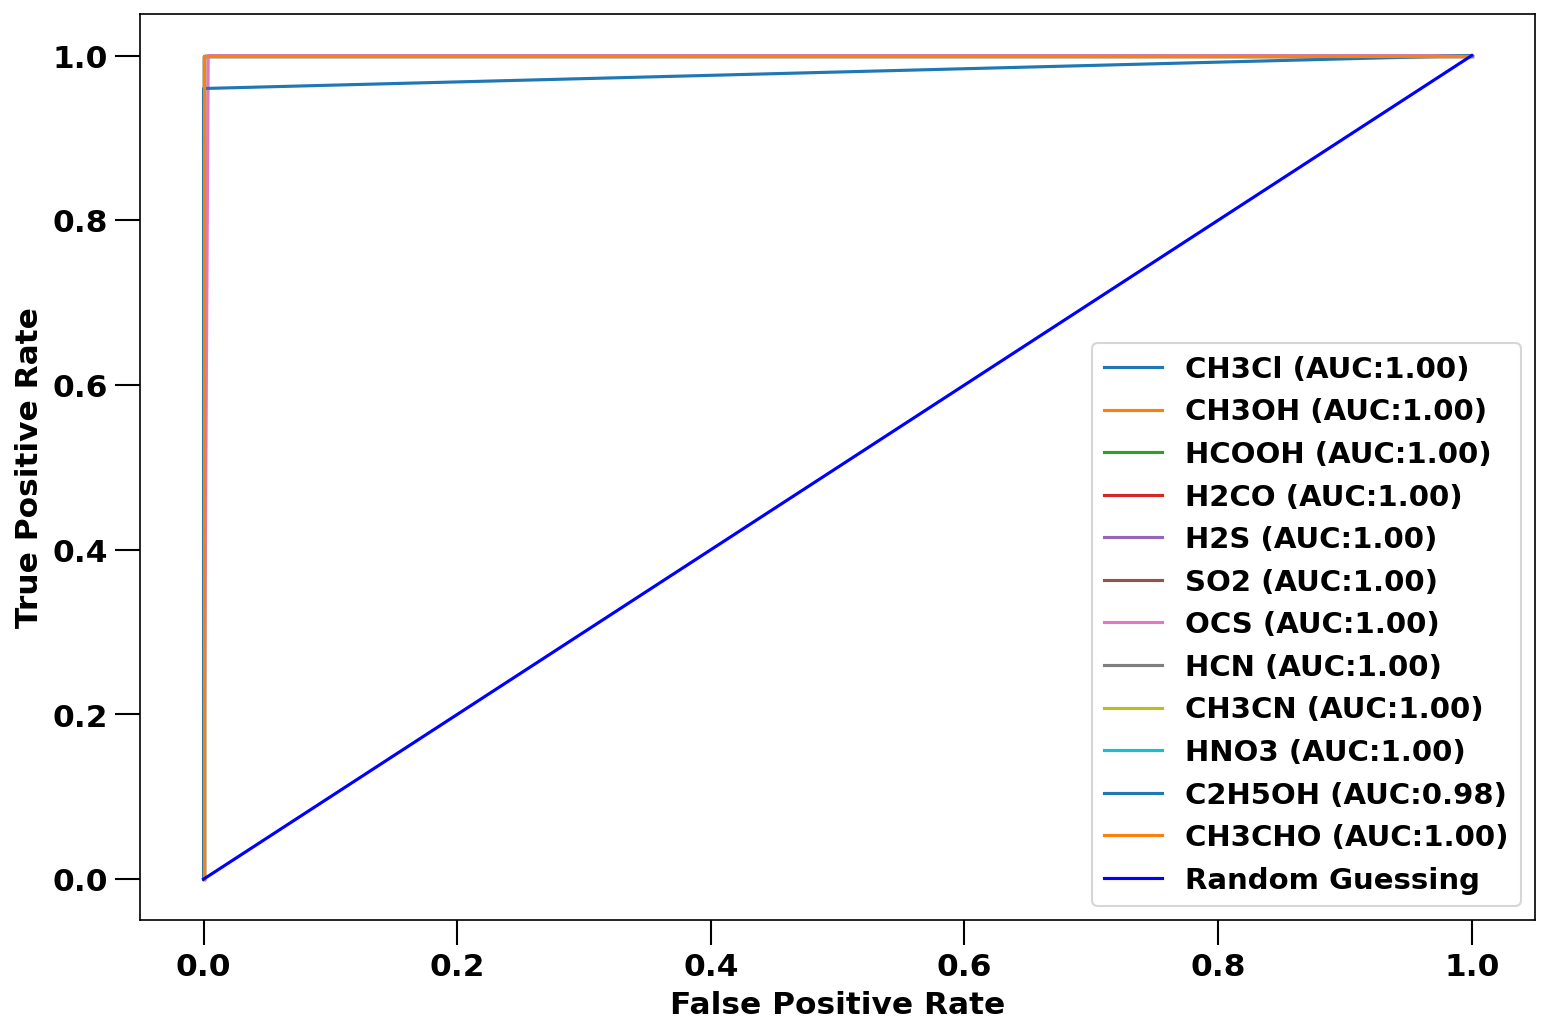 1.0
0.8
0.6
0.4
0.2
0.0
True Positive Rate
CH3Cl (AUC:1.00)
CH3OH (AUC:1.00)
HCOOH (AUC:1.00)
H2CO (AUC:1.00)
H2S (AUC:1.00)
SO2 (AUC:1.00)
OCS (AUC:1.00)
HCN (AUC:1.00)
CH3CN (AUC:1.00)
HNO3 (AUC:1.00)
C2H5OH (AUC:0.98)
CH3CHO (AUC:1.00)
Random Guessing
0.0 0.2 0.4 0.6 0.8 1.0
False Positive Rate